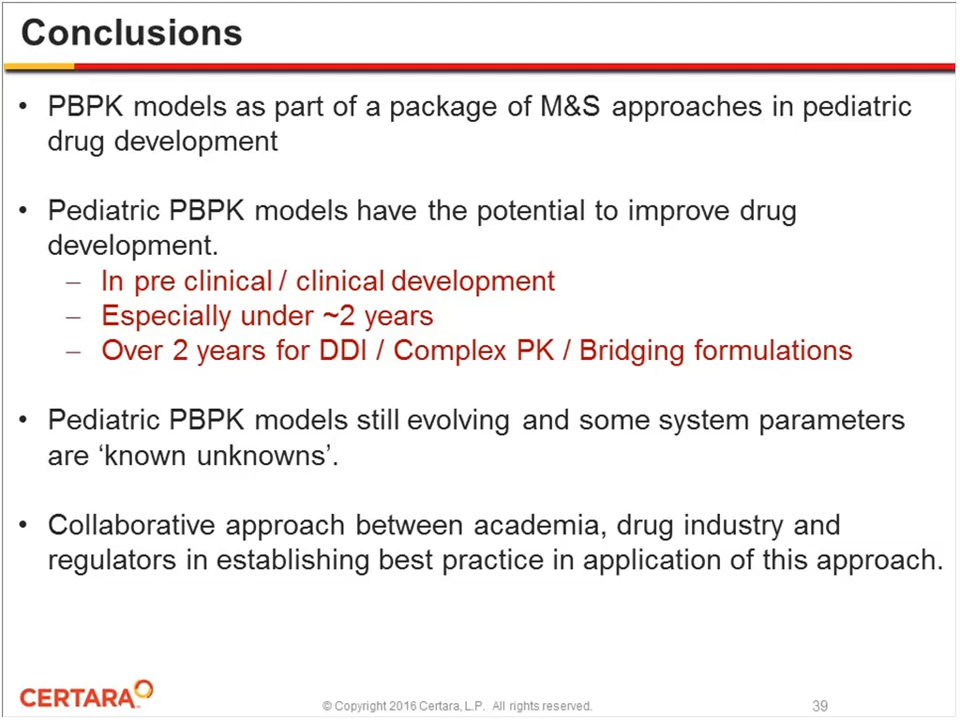 Conclusions
• PBPK models as part of a package of M&S approaches in pediatric
drug development
• Pediatric PBPK models have the potential to improve drug
development.
– In pre clinical / clinical development
– Especially under ~2 years
– Over 2 years for DDI / Complex PK / Bridging formulations
• Pediatric PBPK models still evolving and some system parameters
are ‘known unknowns’.
• Collaborative approach between academia, drug industry and
regulators in establishing best practice in application of this approach.
CERTARA
© Copyright 2016 Certara, L.P. All rights reserved.
39